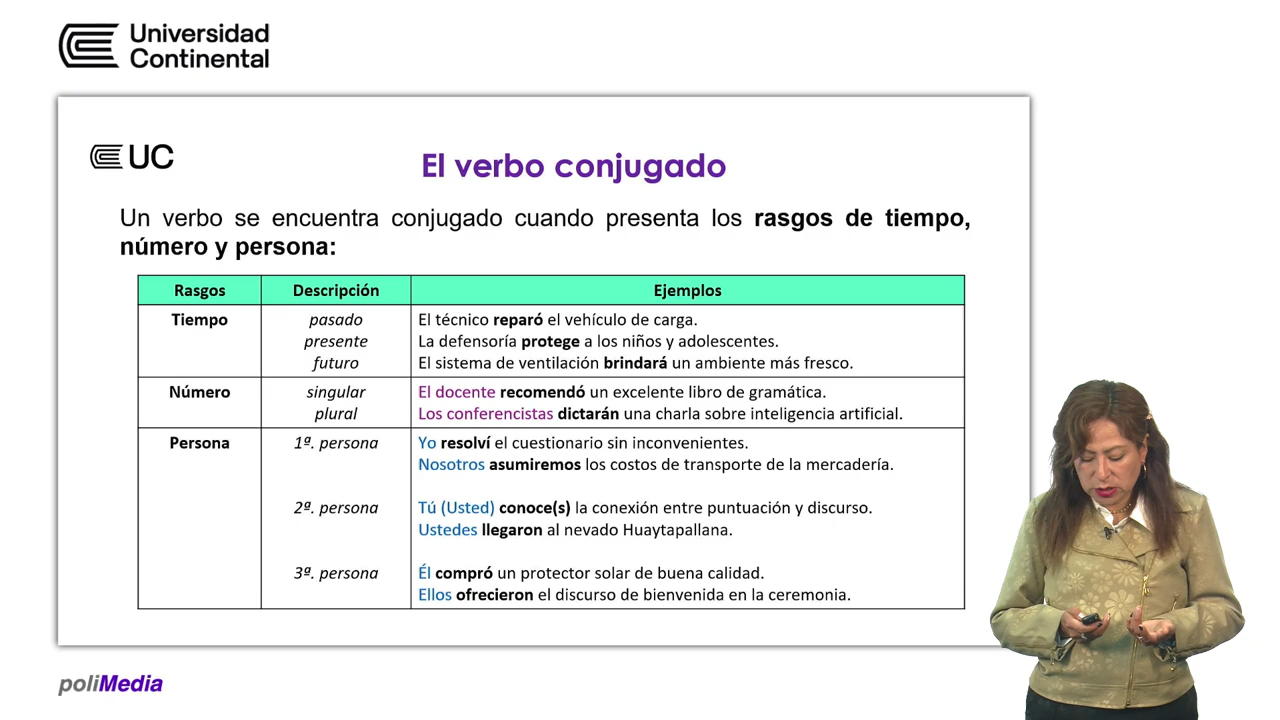 Universidad
Continental
UC
El verbo conjugado
Un verbo se encuentra conjugado cuando presenta los rasgos de tiempo,
número y persona:
Rasgos Descripción Ejemplos
Tiempo pasado El técnico reparó el vehículo de carga.
presente La defensoría protege a los niños y adolescentes.
futuro El sistema de ventilación brindará un ambiente más fresco.
Número singular El docente recomendó un excelente libro de gramática.
plural Los conferencistas dictarán una charla sobre inteligencia artificial.
Persona 1ª. persona Yo resolví el cuestionario sin inconvenientes.
Nosotros asumiremos los costos de transporte de la mercadería.
2ª. persona Tú (Usted) conoce(s) la conexión entre puntuación y discurso.
Ustedes llegaron al nevado Huaytapallana.
3ª. persona Él compró un protector solar de buena calidad.
Ellos ofrecieron el discurso de bienvenida en la ceremonia.
poliMedia